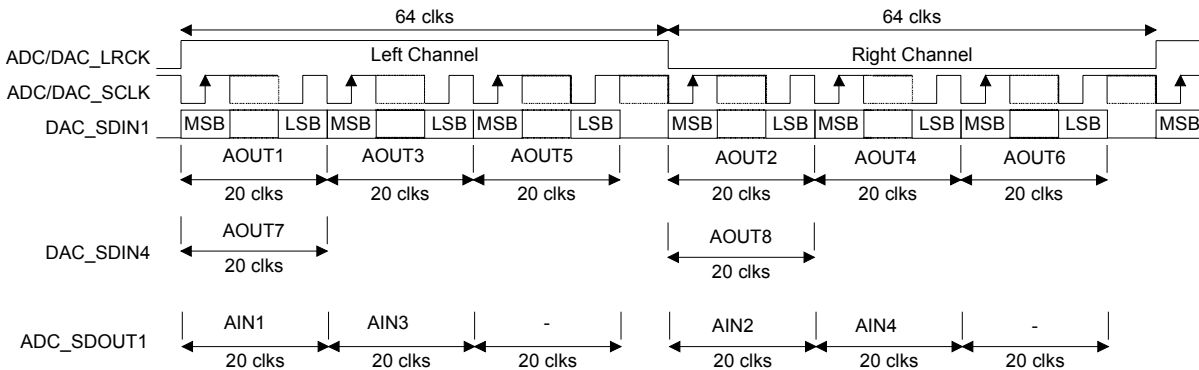 64 clks 64 clks
ADC/DAC_LRCK Left Channel Right Channel
ADC/DAC_SCLK
DAC_SDIN1 MSB LSB MSB LSB MSB LSB MSB LSB MSB LSB MSB LSB MSB
AOUT1 AOUT3 AOUT5 AOUT2 AOUT4 AOUT6
20 clks 20 clks 20 clks 20 clks 20 clks 20 clks
DAC_SDIN4 AOUT7 AOUT8
20 clks 20 clks
ADC_SDOUT1 AIN1 AIN3 - AIN2 AIN4 -
20 clks 20 clks 20 clks 20 clks 20 clks 20 clks